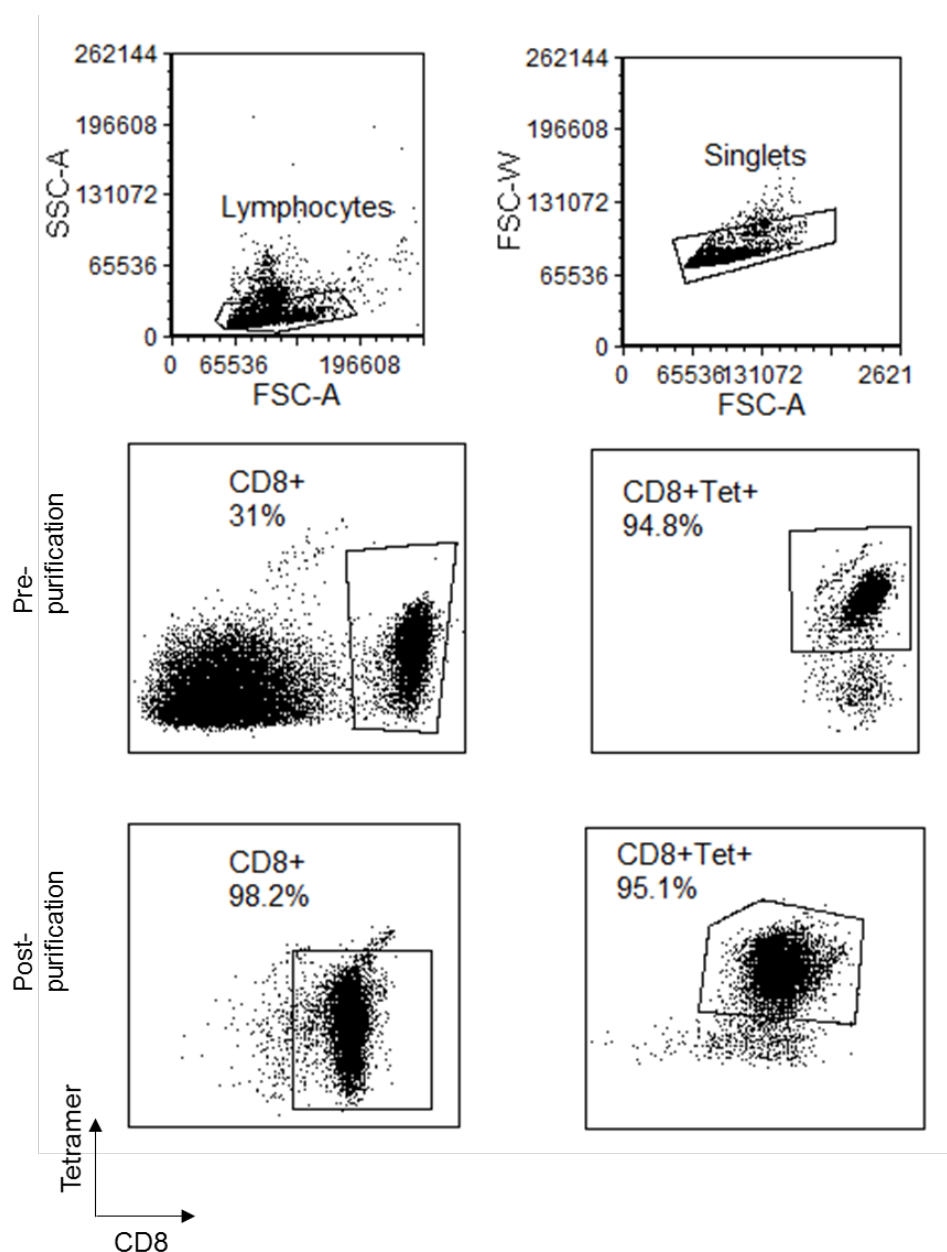 262144
196608
131072
65536
0
SSC-A
Lymphocytes
0 65536 196608
FSC-A
262144
196608
131072
65536
0
FSC-W
Singlets
0 65536 131072 2621
FSC-A
Pre-
purification
CD8+
31%
CD8+Tet+
94.8%
Post-
purification
CD8+
98.2%
CD8+Tet+
95.1%
Tetramer
CD8